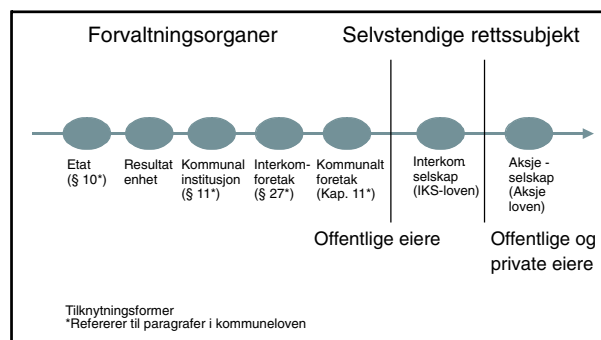 Forvaltningsorganer
Selvstendige rettssubjekt
Etat
(§ 10*)
Resultat
enhet
Kommunal
institusjon
(§ 11*)
Interkom-
foretak
(§ 27*)
Kommunalt
foretak
(Kap. 11*)
Interkom.
selskap
(IKS-loven)
Aksje -
selskap
(Aksje
loven)
Offentlige eiere
Offentlige og
private eiere
Tilknytningsformer
*Refererer til paragrafer i kommuneloven